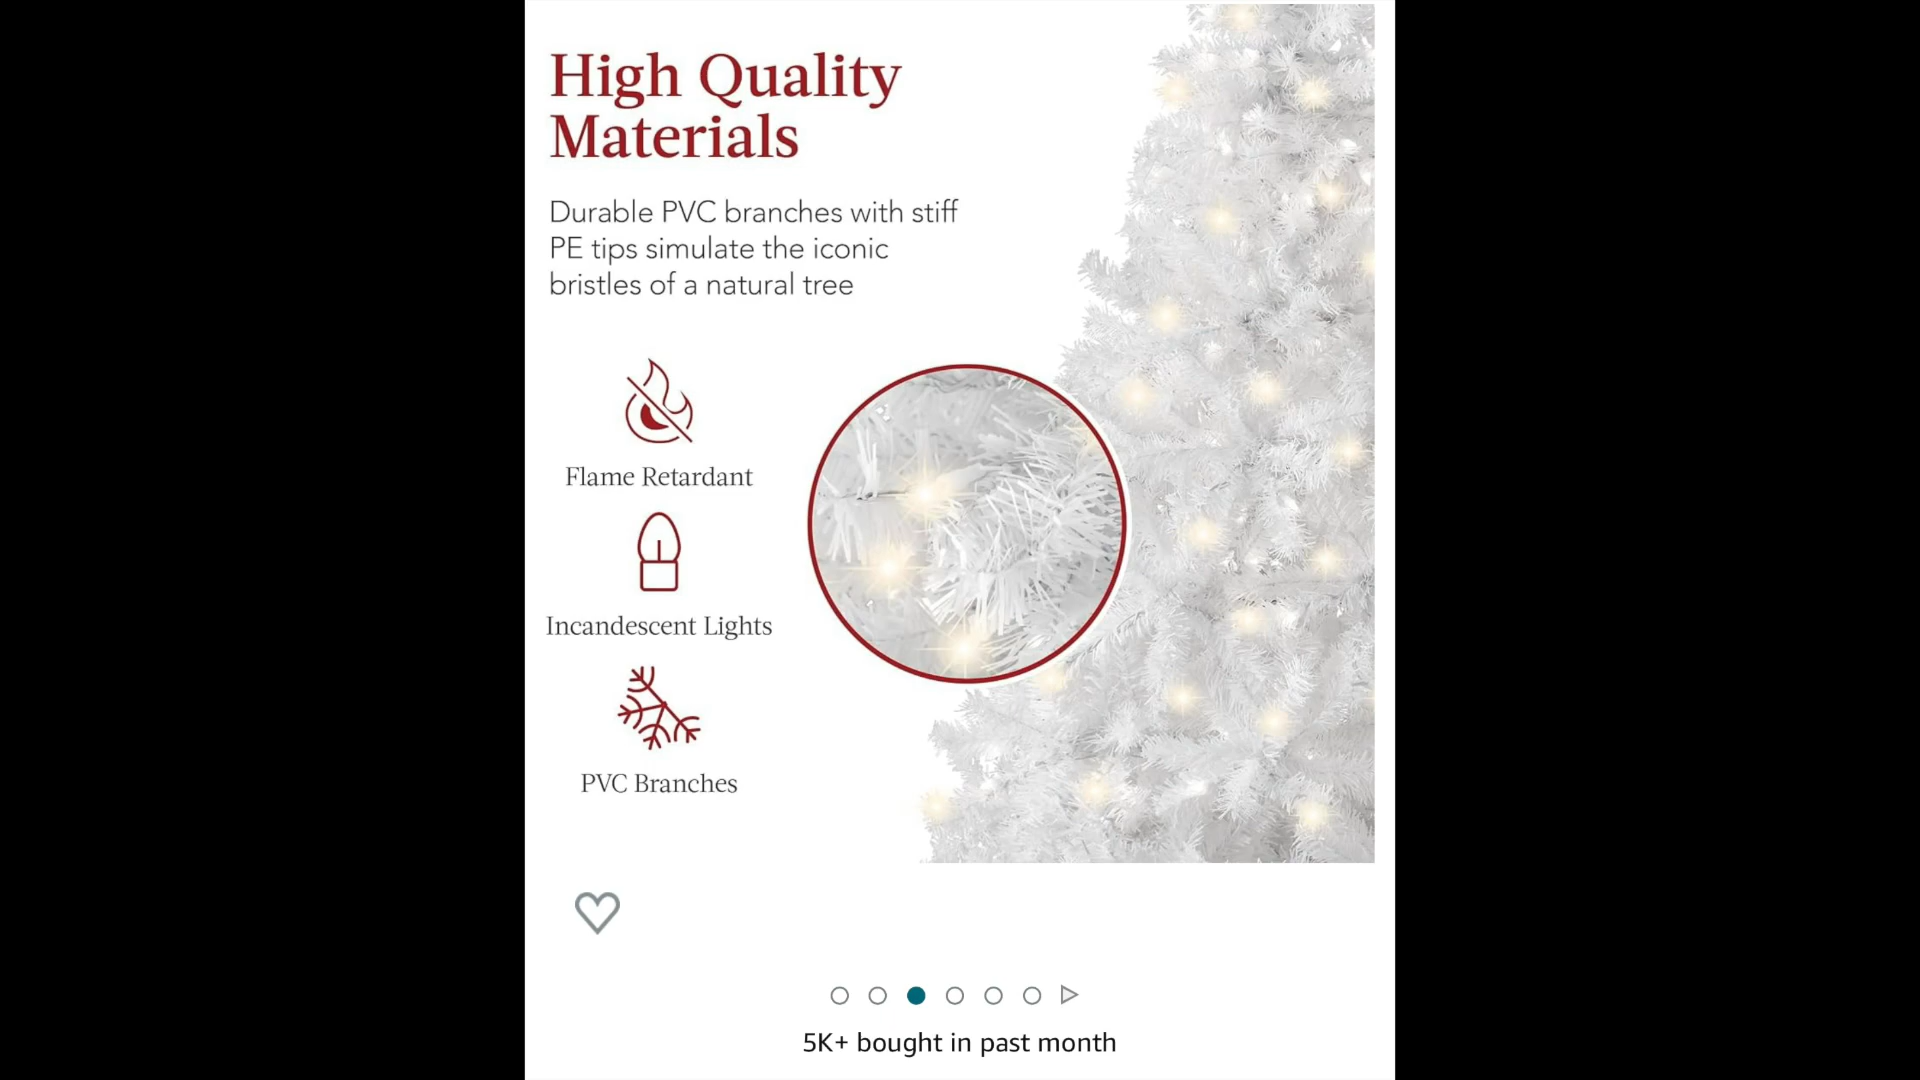 High Quality
Materials
Durable PVC branches with stiff
PE tips simulate the iconic
bristles of a natural tree
Flame Retardant
Incandescent Lights
PVC Branches
5K+ bought in past month